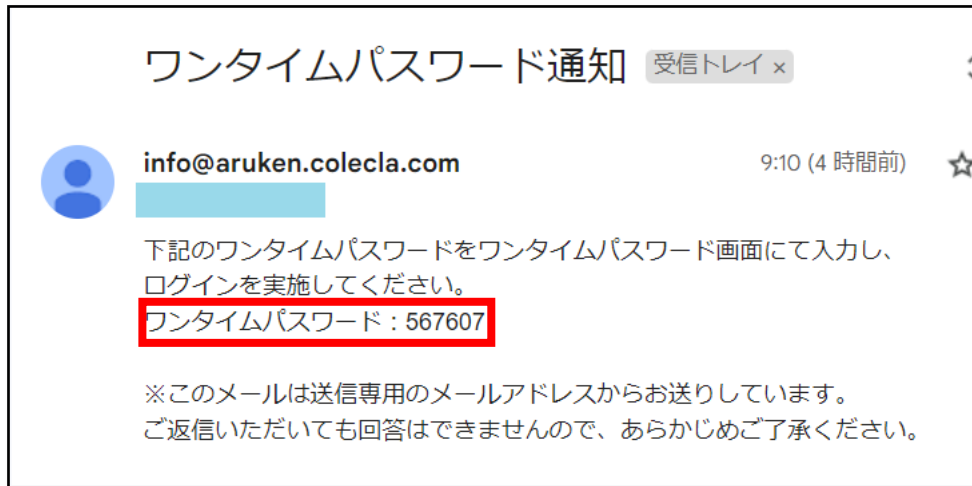 ワンタイムパスワード通知 受信トレイ ×
info@aruken.colecla.com 9:10 (4 時間前)
下記のワンタイムパスワードをワンタイムパスワード画面にて入力し、
ログインを実施してください。
ワンタイムパスワード：567607
※このメールは送信専用のメールアドレスからお送りしています。
ご返信いただいても回答はできませんので、あらかじめご了承ください。